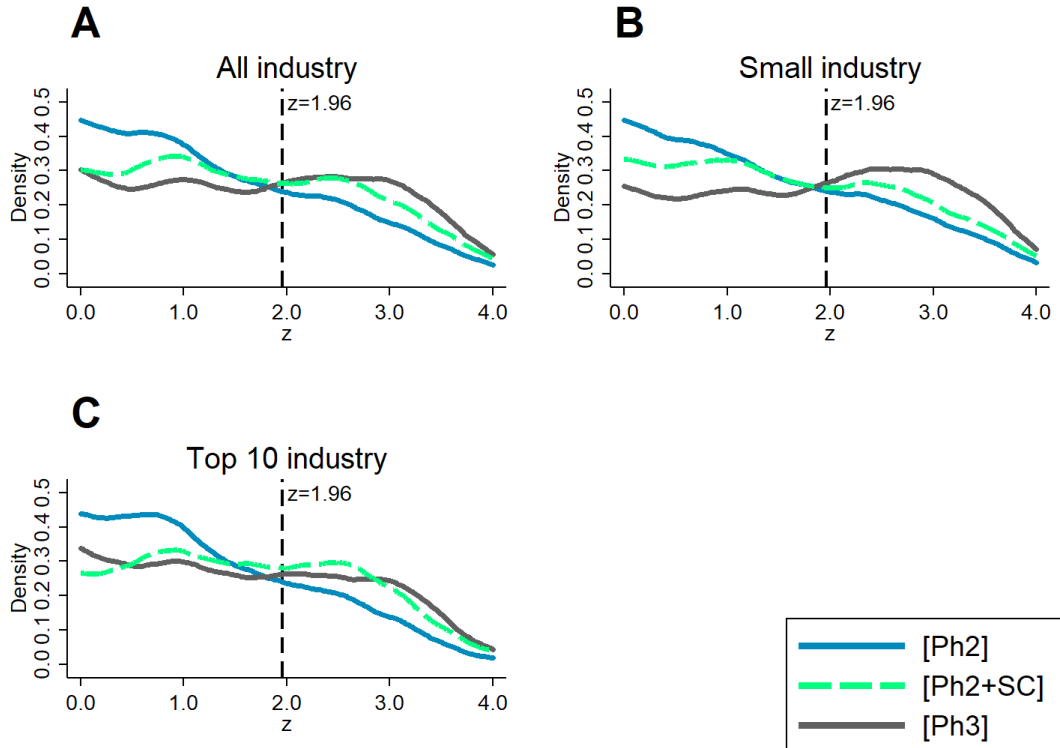 A
All industry
z=1.96
Density
0.0 0.1 0.2 0.3 0.4 0.5
0.0 1.0 2.0 3.0 4.0
z
B
Small industry
z=1.96
Density
0.0 0.1 0.2 0.3 0.4 0.5
0.0 1.0 2.0 3.0 4.0
z
C
Top 10 industry
z=1.96
Density
0.0 0.1 0.2 0.3 0.4 0.5
0.0 1.0 2.0 3.0 4.0
z
[Ph2]
[Ph2+SC]
[Ph3]